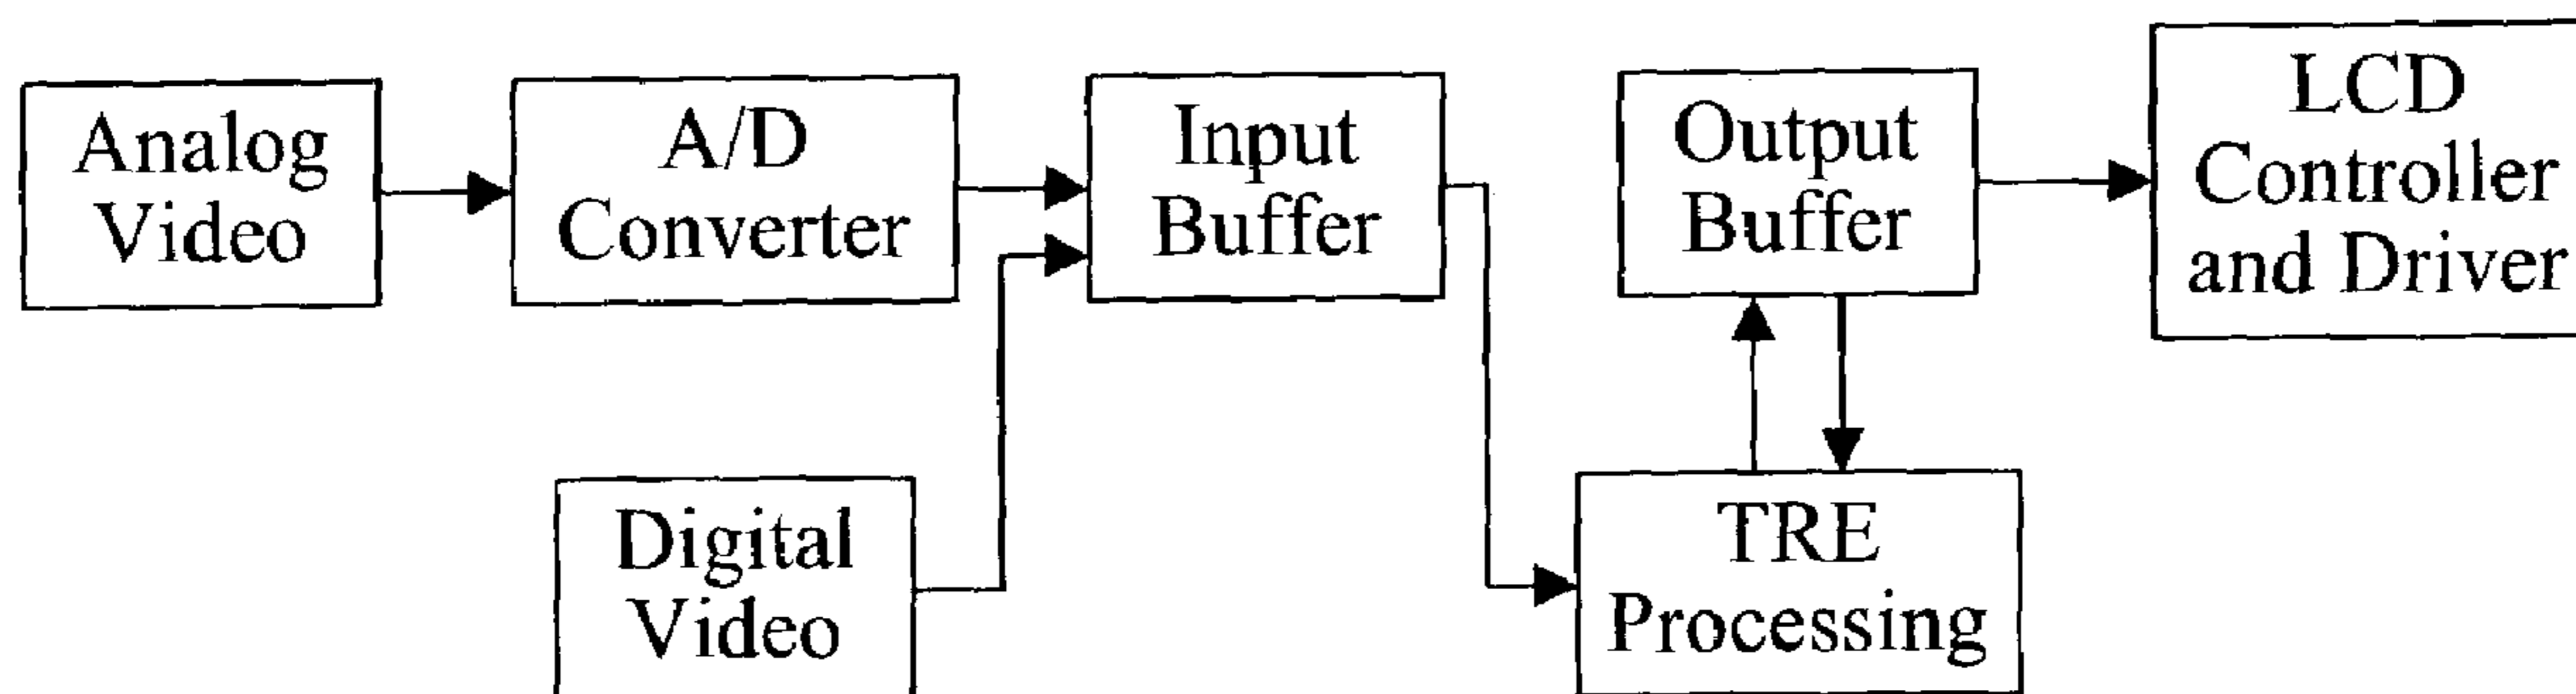 Analog
Video
A/D
Converter
Input
Buffer
Output
Buffer
LCD
Controller
and Driver
Digital
Video
TRE
Processing